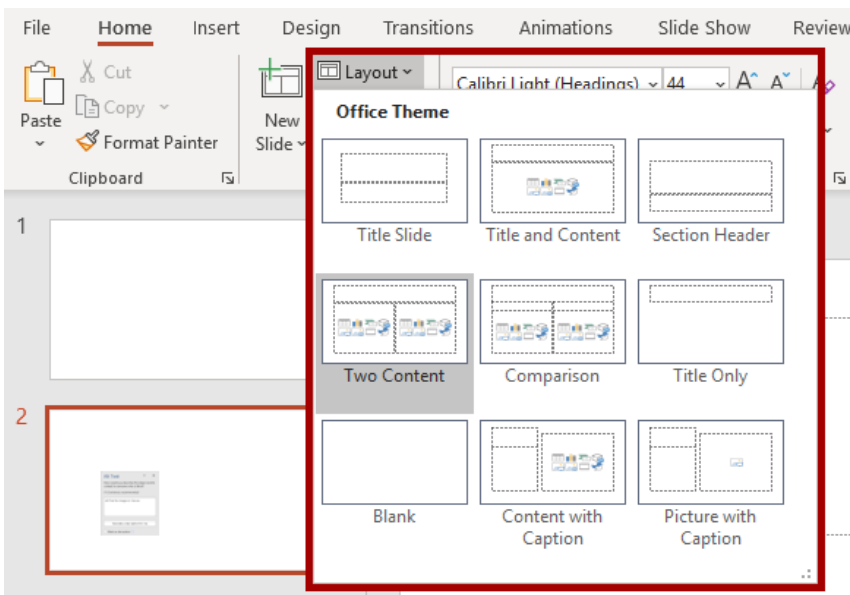 File Home Insert Design Transitions Animations Slide Show Review
Cut
Copy
Format Painter
Paste
Clipboard
New
Slide
Layout
Calibri Light (Headings) 44 A A
Office Theme
Title Slide Title and Content Section Header
Two Content Comparison Title Only
Blank Content with
Caption Picture with
Caption
1
2